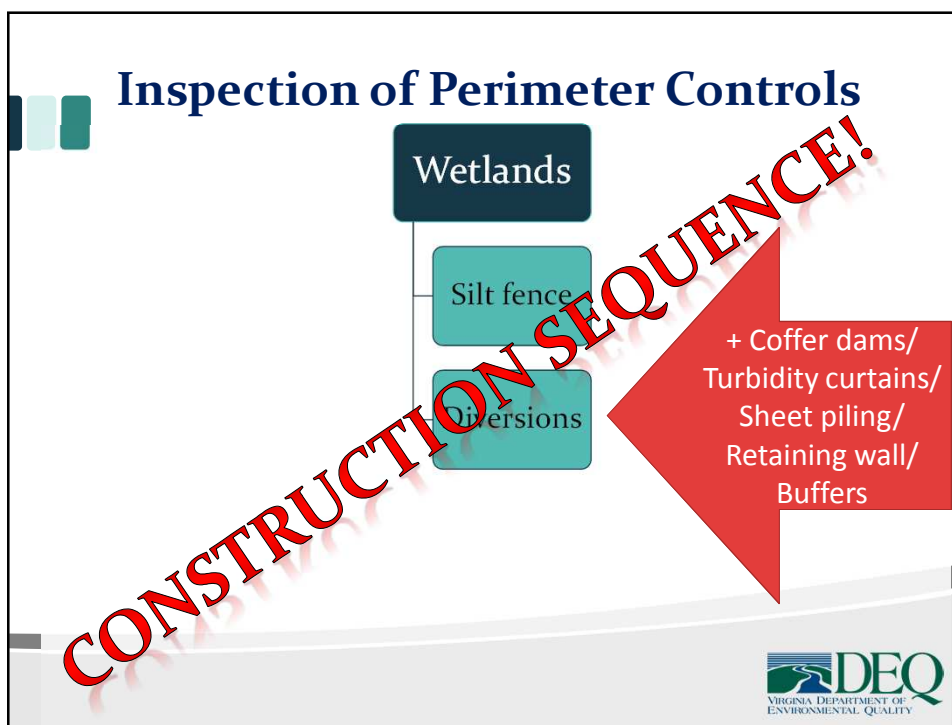 Inspection of Perimeter Controls
Wetlands
Silt fence
Diversions
CONSTRUCTION SEQUENCE!
+ Coffer dams/
Turbidity curtains/
Sheet piling/
Retaining wall/
Buffers
DEQ
VIRGINIA DEPARTMENT OF
ENVIRONMENTAL QUALITY